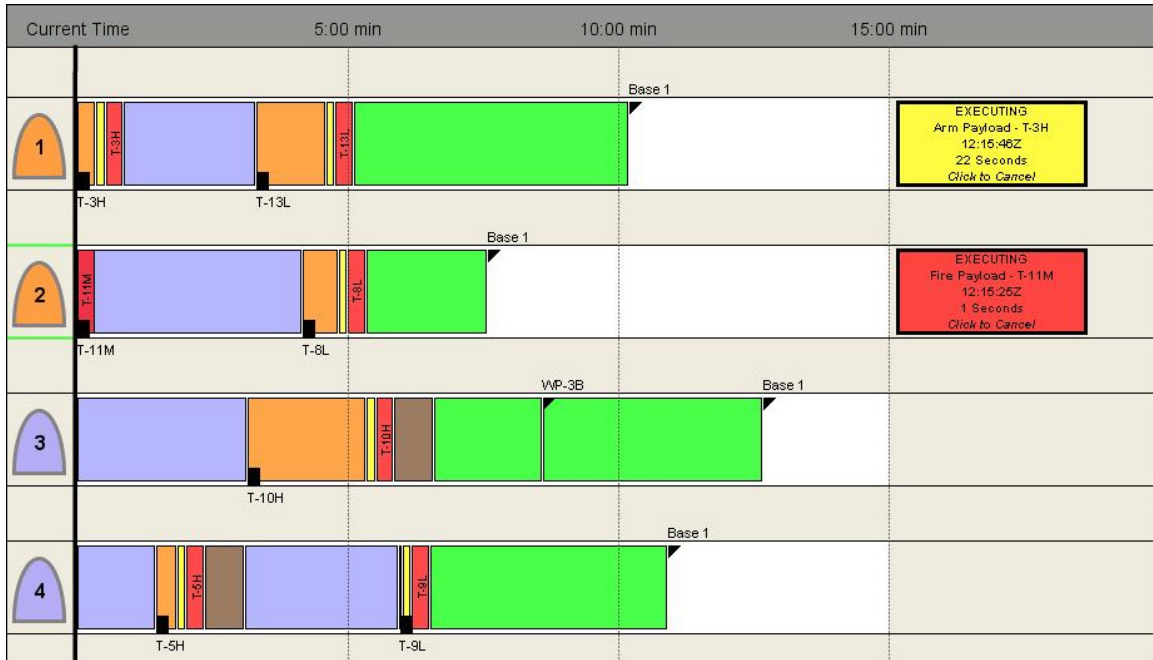 Current Time 5:00 min 10:00 min 15:00 min
Base 1
1
T-3H
T-13L
EXECUTING
Arm Payload - T-3H
12:15:46Z
22 Seconds
Click to Cancel
T-3H T-13L
Base 1
2
T-11M
T-8L
EXECUTING
Fire Payload - T-11M
12:15:25Z
1 Seconds
Click to Cancel
T-11M T-8L
WP-3B Base 1
3
T-10H
T-10H
Base 1
4
T-5H
T-9L
T-5H T-9L